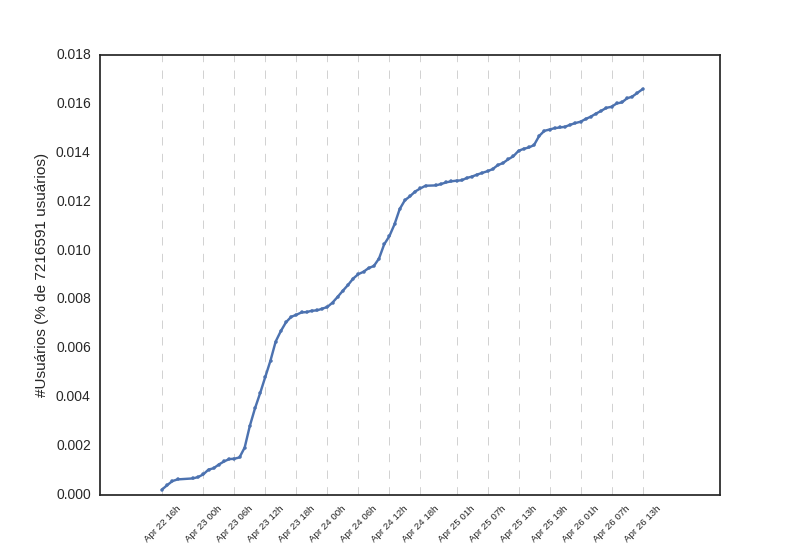 0.018
0.016
0.014
0.012
0.010
0.008
0.006
0.004
0.002
0.000
#Usuários (% de 7216591 usuários)
Apr 22 16h
Apr 23 00h
Apr 23 06h
Apr 23 12h
Apr 23 18h
Apr 24 00h
Apr 24 06h
Apr 24 12h
Apr 24 18h
Apr 25 01h
Apr 25 07h
Apr 25 13h
Apr 25 19h
Apr 26 01h
Apr 26 07h
Apr 26 13h